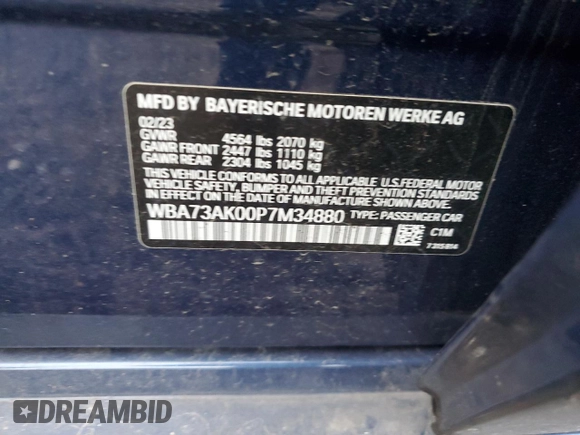 MFD BY BAYERISCHE MOTOREN WERKE AG
02/23
GVWR 4564 lbs 2070 kg
GAWR FRONT 2447 lbs 1110 kg
GAWR REAR 2304 lbs 1045 kg
THIS VEHICLE CONFORMS TO ALL APPLICABLE U.S.FEDERAL MOTOR
VEHICLE SAFETY, BUMPER AND THEFT PREVENTION STANDARDS
IN EFFECT ON THE DATE OF MANUFACTURE SHOWN ABOVE.
WBA73AK00P7M34880 TYPE: PASSENGER CAR
C1M
7315814
DREAMBID